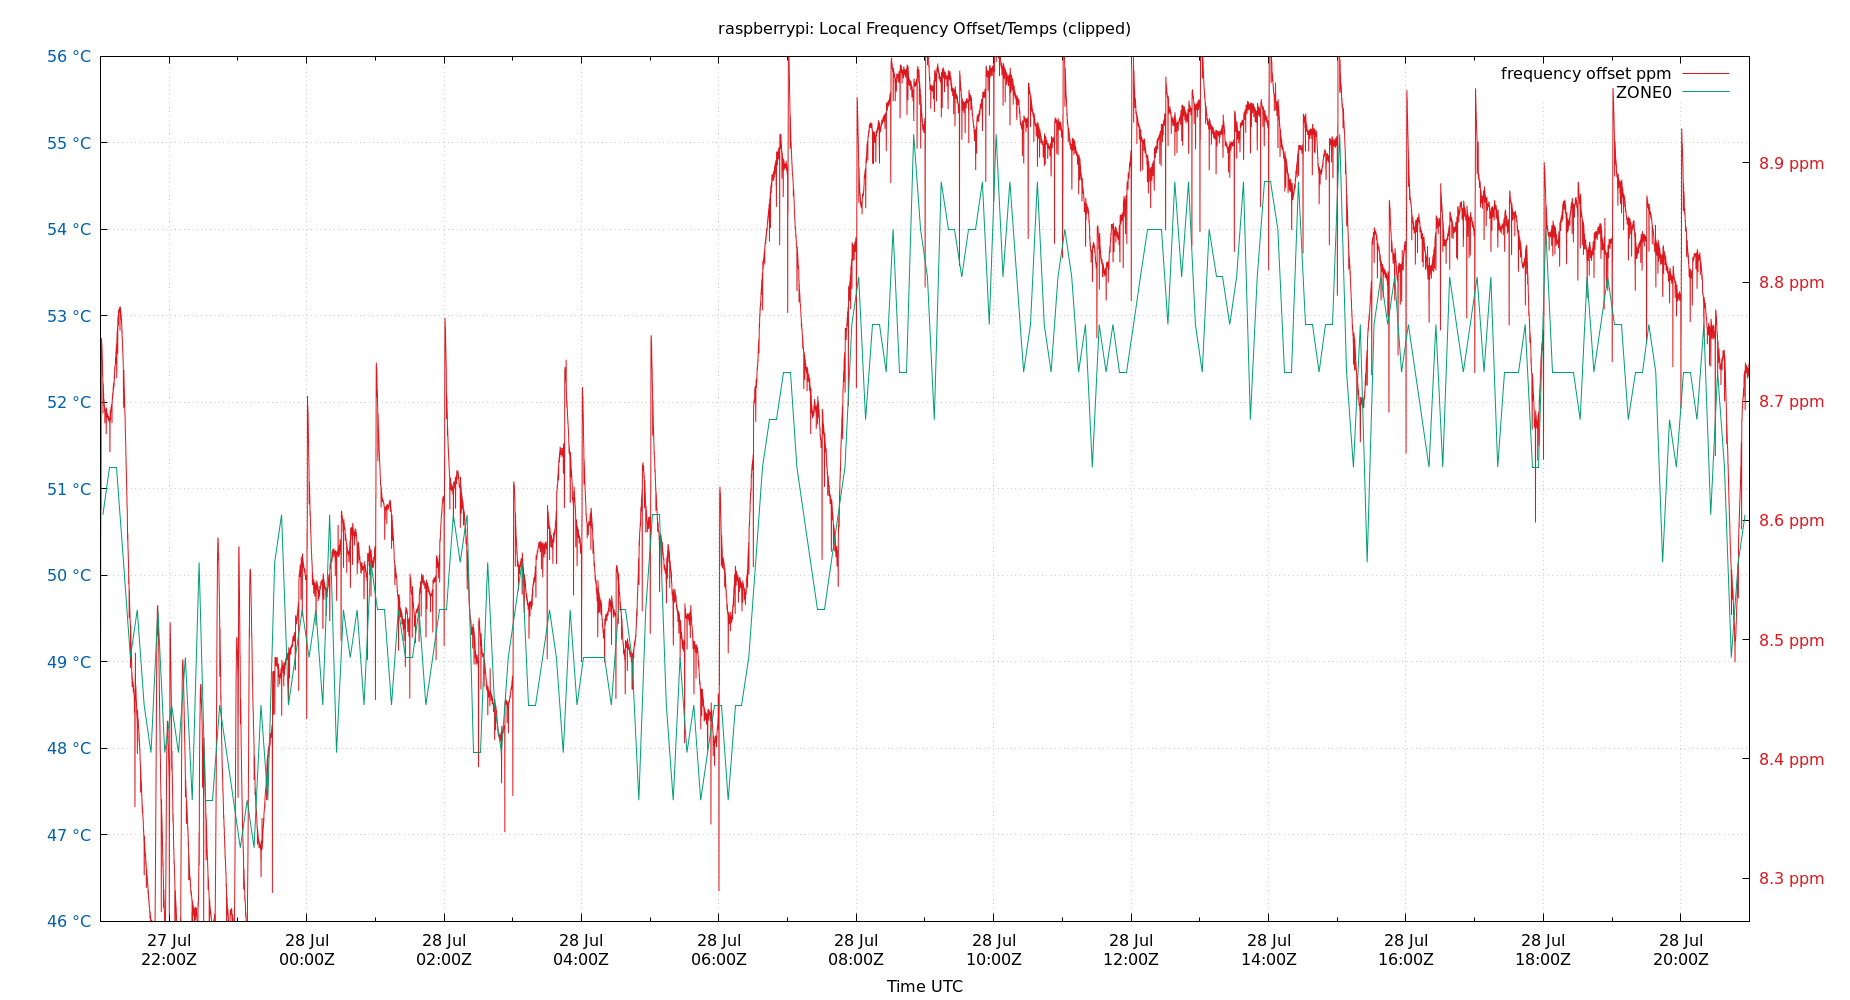 raspberrypi: Local Frequency Offset/Temps (clipped)
56 °C
55 °C
54 °C
53 °C
52 °C
51 °C
50 °C
49 °C
48 °C
47 °C
46 °C
frequency offset ppm
ZONE0
8.9 ppm
8.8 ppm
8.7 ppm
8.6 ppm
8.5 ppm
8.4 ppm
8.3 ppm
27 Jul
22:00Z
28 Jul
00:00Z
28 Jul
02:00Z
28 Jul
04:00Z
28 Jul
06:00Z
28 Jul
08:00Z
28 Jul
10:00Z
28 Jul
12:00Z
28 Jul
14:00Z
28 Jul
16:00Z
28 Jul
18:00Z
28 Jul
20:00Z
Time UTC